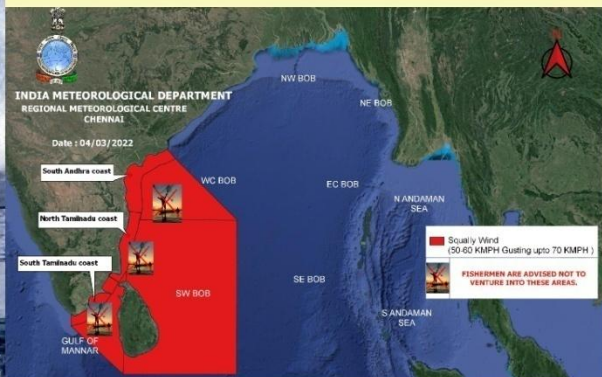 INDIA METEOROLOGICAL DEPARTMENT
REGIONAL METEOROLOGICAL CENTRE
CHENNAI
Date : 04/03/2022
South Andhra coast
North Tamilnadu coast
South Tamilnadu coast
GULF OF
MANNAR
NW BOB
NE BOB
WC BOB
EC BOB
N ANDAMAN
SEA
SW BOB
SE BOB
S ANDAMAN
SEA
Squally Wind
(50-60 KMPH Gusting upto 70 KMPH )
FISHERMEN ARE ADVISED NOT TO
VENTURE INTO THESE AREAS.